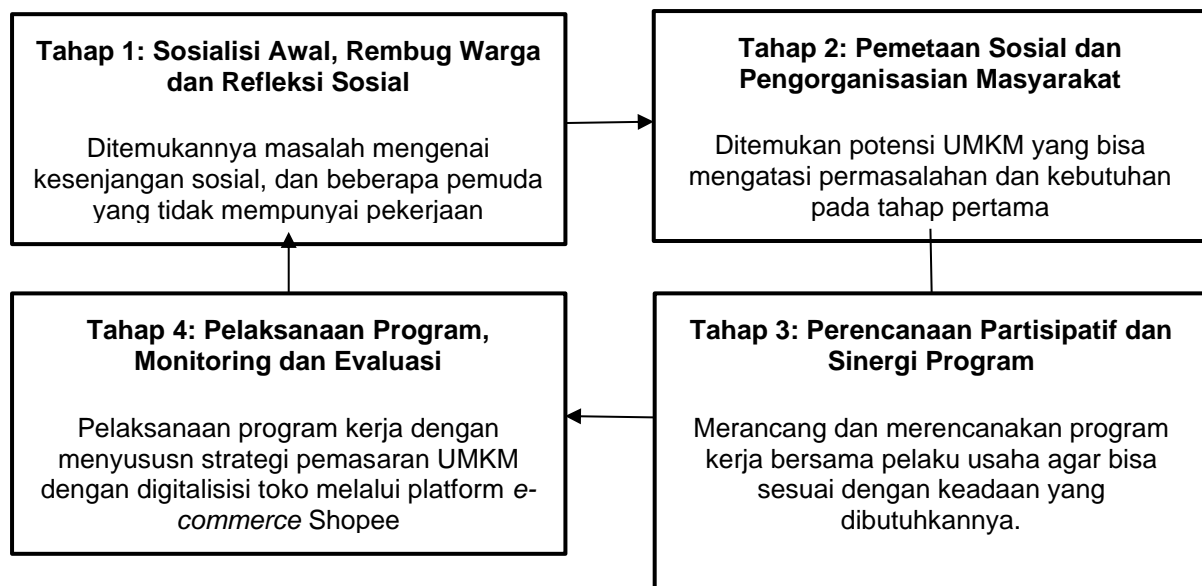 Tahap 1: Sosialisi Awal, Rembug Warga
dan Refleksi Sosial
Ditemukannya masalah mengenai
kesenjangan sosial, dan beberapa pemuda
yang tidak mempunyai pekerjaan
Tahap 2: Pemetaan Sosial dan
Pengorganisasian Masyarakat
Ditemukan potensi UMKM yang bisa
mengatasi permasalahan dan kebutuhan
pada tahap pertama
Tahap 4: Pelaksanaan Program,
Monitoring dan Evaluasi
Pelaksanaan program kerja dengan
menyususn strategi pemasaran UMKM
dengan digitalisisi toko melalui platform e-
commerce Shopee
Tahap 3: Perencanaan Partisipatif dan
Sinergi Program
Merancang dan merencanakan program
kerja bersama pelaku usaha agar bisa
sesuai dengan keadaan yang
dibutuhkannya.